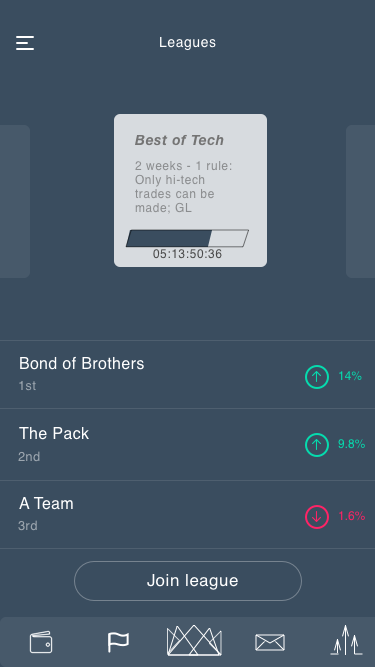 Leagues
Best of Tech
2 weeks - 1 rule:
Only hi-tech
trades can be
made; GL
05:13:50:36
Bond of Brothers
1st
14%
The Pack
2nd
9.8%
A Team
3rd
1.6%
Join league